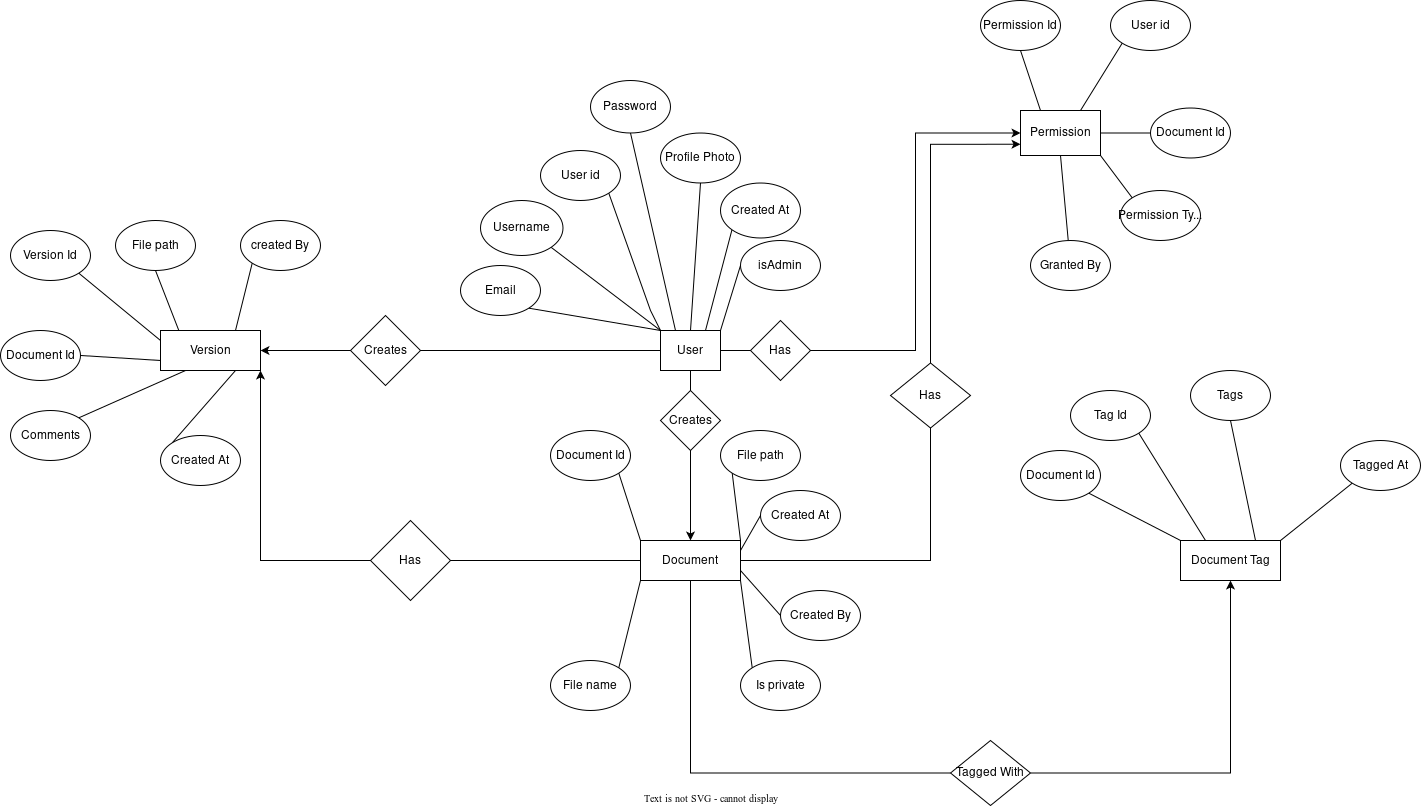 Permission Id
User id
Password
Permission
Document Id
Profile Photo
User id
Created At
Permission Ty...
Username
Version Id
File path
created By
isAdmin
Granted By
Email
Document Id
Version
Creates
User
Has
Has
Tags
Tag Id
Comments
Creates
Created At
Document Id
File path
Document Id
Tagged At
Created At
Has
Document
Document Tag
Created By
File name
Is private
Tagged With
Text is not SVG - cannot display